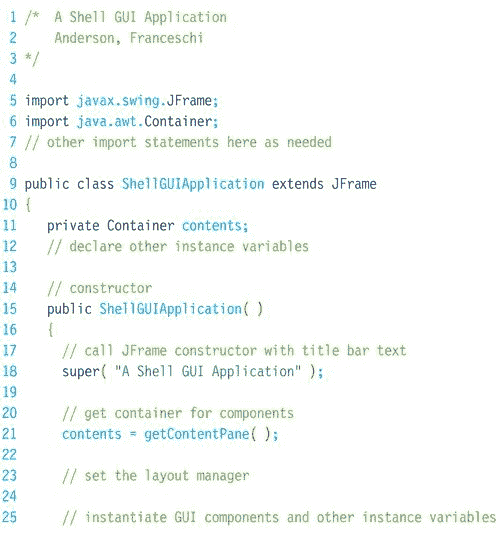 1 /*  A Shell GUI Application
2     Anderson, Franceschi
3 */
4
5 import javax.swing.JFrame;
6 import java.awt.Container;
7 // other import statements here as needed
8
9 public class ShellGUIApplication extends JFrame
10 {
11    private Container contents;
12    // declare other instance variables
13
14    // constructor
15    public ShellGUIApplication( )
16    {
17      // call JFrame constructor with title bar text
18      super( "A Shell GUI Application" );
19
20      // get container for components
21      contents = getContentPane( );
22
23      // set the layout manager
24
25      // instantiate GUI components and other instance variables